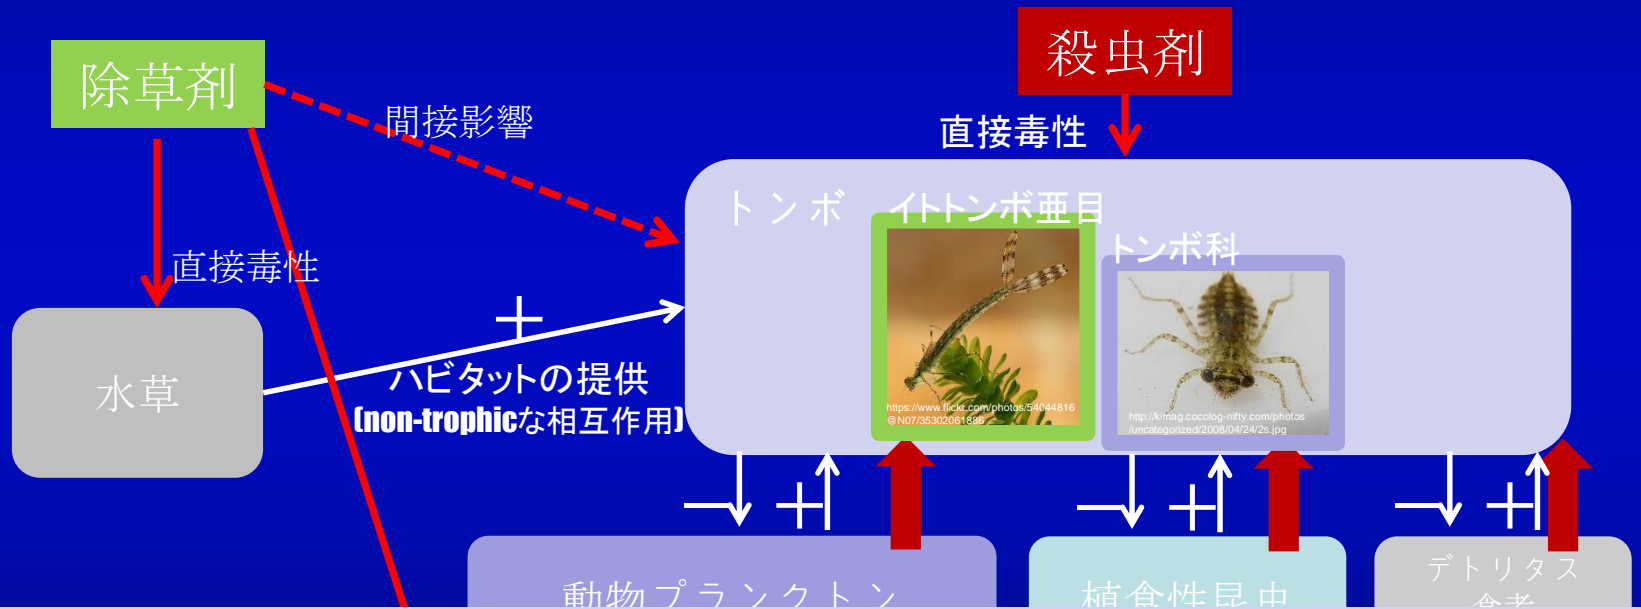 殺虫剤
除草剤
間接影響
直接毒性
トンボ
イトトンボ亜目
トンボ科
直接毒性
水草
ハビタットの提供
(non-trophicな相互作用)
https://www.flickr.com/photos/54044816
@N07/35302061886
http://kimag.cocolog-nifty.com/photos
/uncategorized/2008/04/24/2s.jpg
動物プランクトン
植食性昆虫
デトリタス
食者